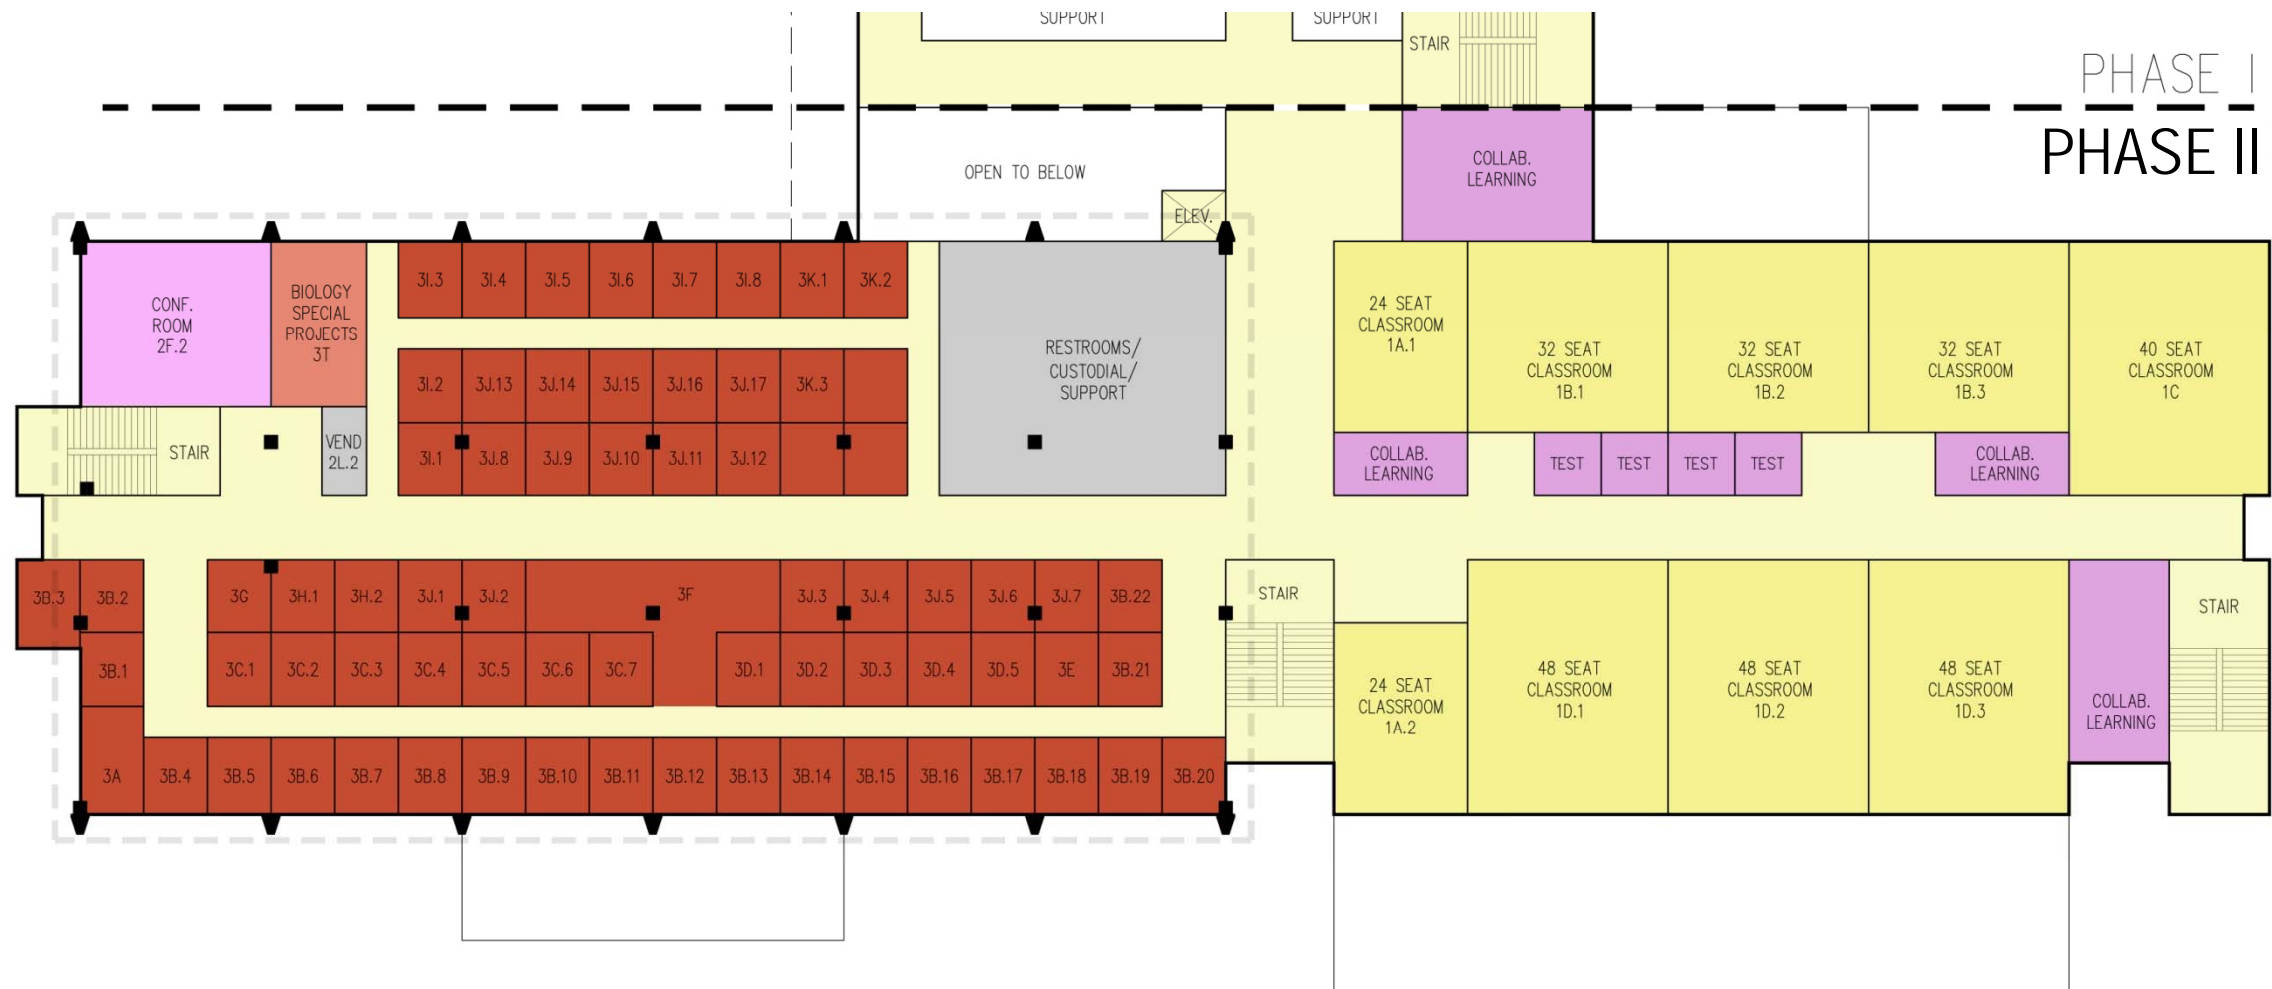 SUPPORT
SUPPORT
STAIR
PHASE I
PHASE II
OPEN TO BELOW
COLLAB.
LEARNING
ELEV.
CONF.
ROOM
2F.2
BIOLOGY
SPECIAL
PROJECTS
3T
3I.3 3I.4 3I.5 3I.6 3I.7 3I.8 3K.1 3K.2
3I.2 3J.13 3J.14 3J.15 3J.16 3J.17 3K.3
3I.1 3J.8 3J.9 3J.10 3J.11 3J.12
RESTROOMS/
CUSTODIAL/
SUPPORT
STAIR
VEND
2L.2
24 SEAT
CLASSROOM
1A.1
32 SEAT
CLASSROOM
1B.1
32 SEAT
CLASSROOM
1B.2
32 SEAT
CLASSROOM
1B.3
40 SEAT
CLASSROOM
1C
COLLAB.
LEARNING
TEST TEST TEST TEST
COLLAB.
LEARNING
3B.3 3B.2 3G 3H.1 3H.2 3J.1 3J.2 3F 3J.3 3J.4 3J.5 3J.6 3J.7 3B.22
3B.1 3C.1 3C.2 3C.3 3C.4 3C.5 3C.6 3C.7 3D.1 3D.2 3D.3 3D.4 3D.5 3E 3B.21
3A 3B.4 3B.5 3B.6 3B.7 3B.8 3B.9 3B.10 3B.11 3B.12 3B.13 3B.14 3B.15 3B.16 3B.17 3B.18 3B.19 3B.20
STAIR
24 SEAT
CLASSROOM
1A.2
48 SEAT
CLASSROOM
1D.1
48 SEAT
CLASSROOM
1D.2
48 SEAT
CLASSROOM
1D.3
COLLAB.
LEARNING
STAIR